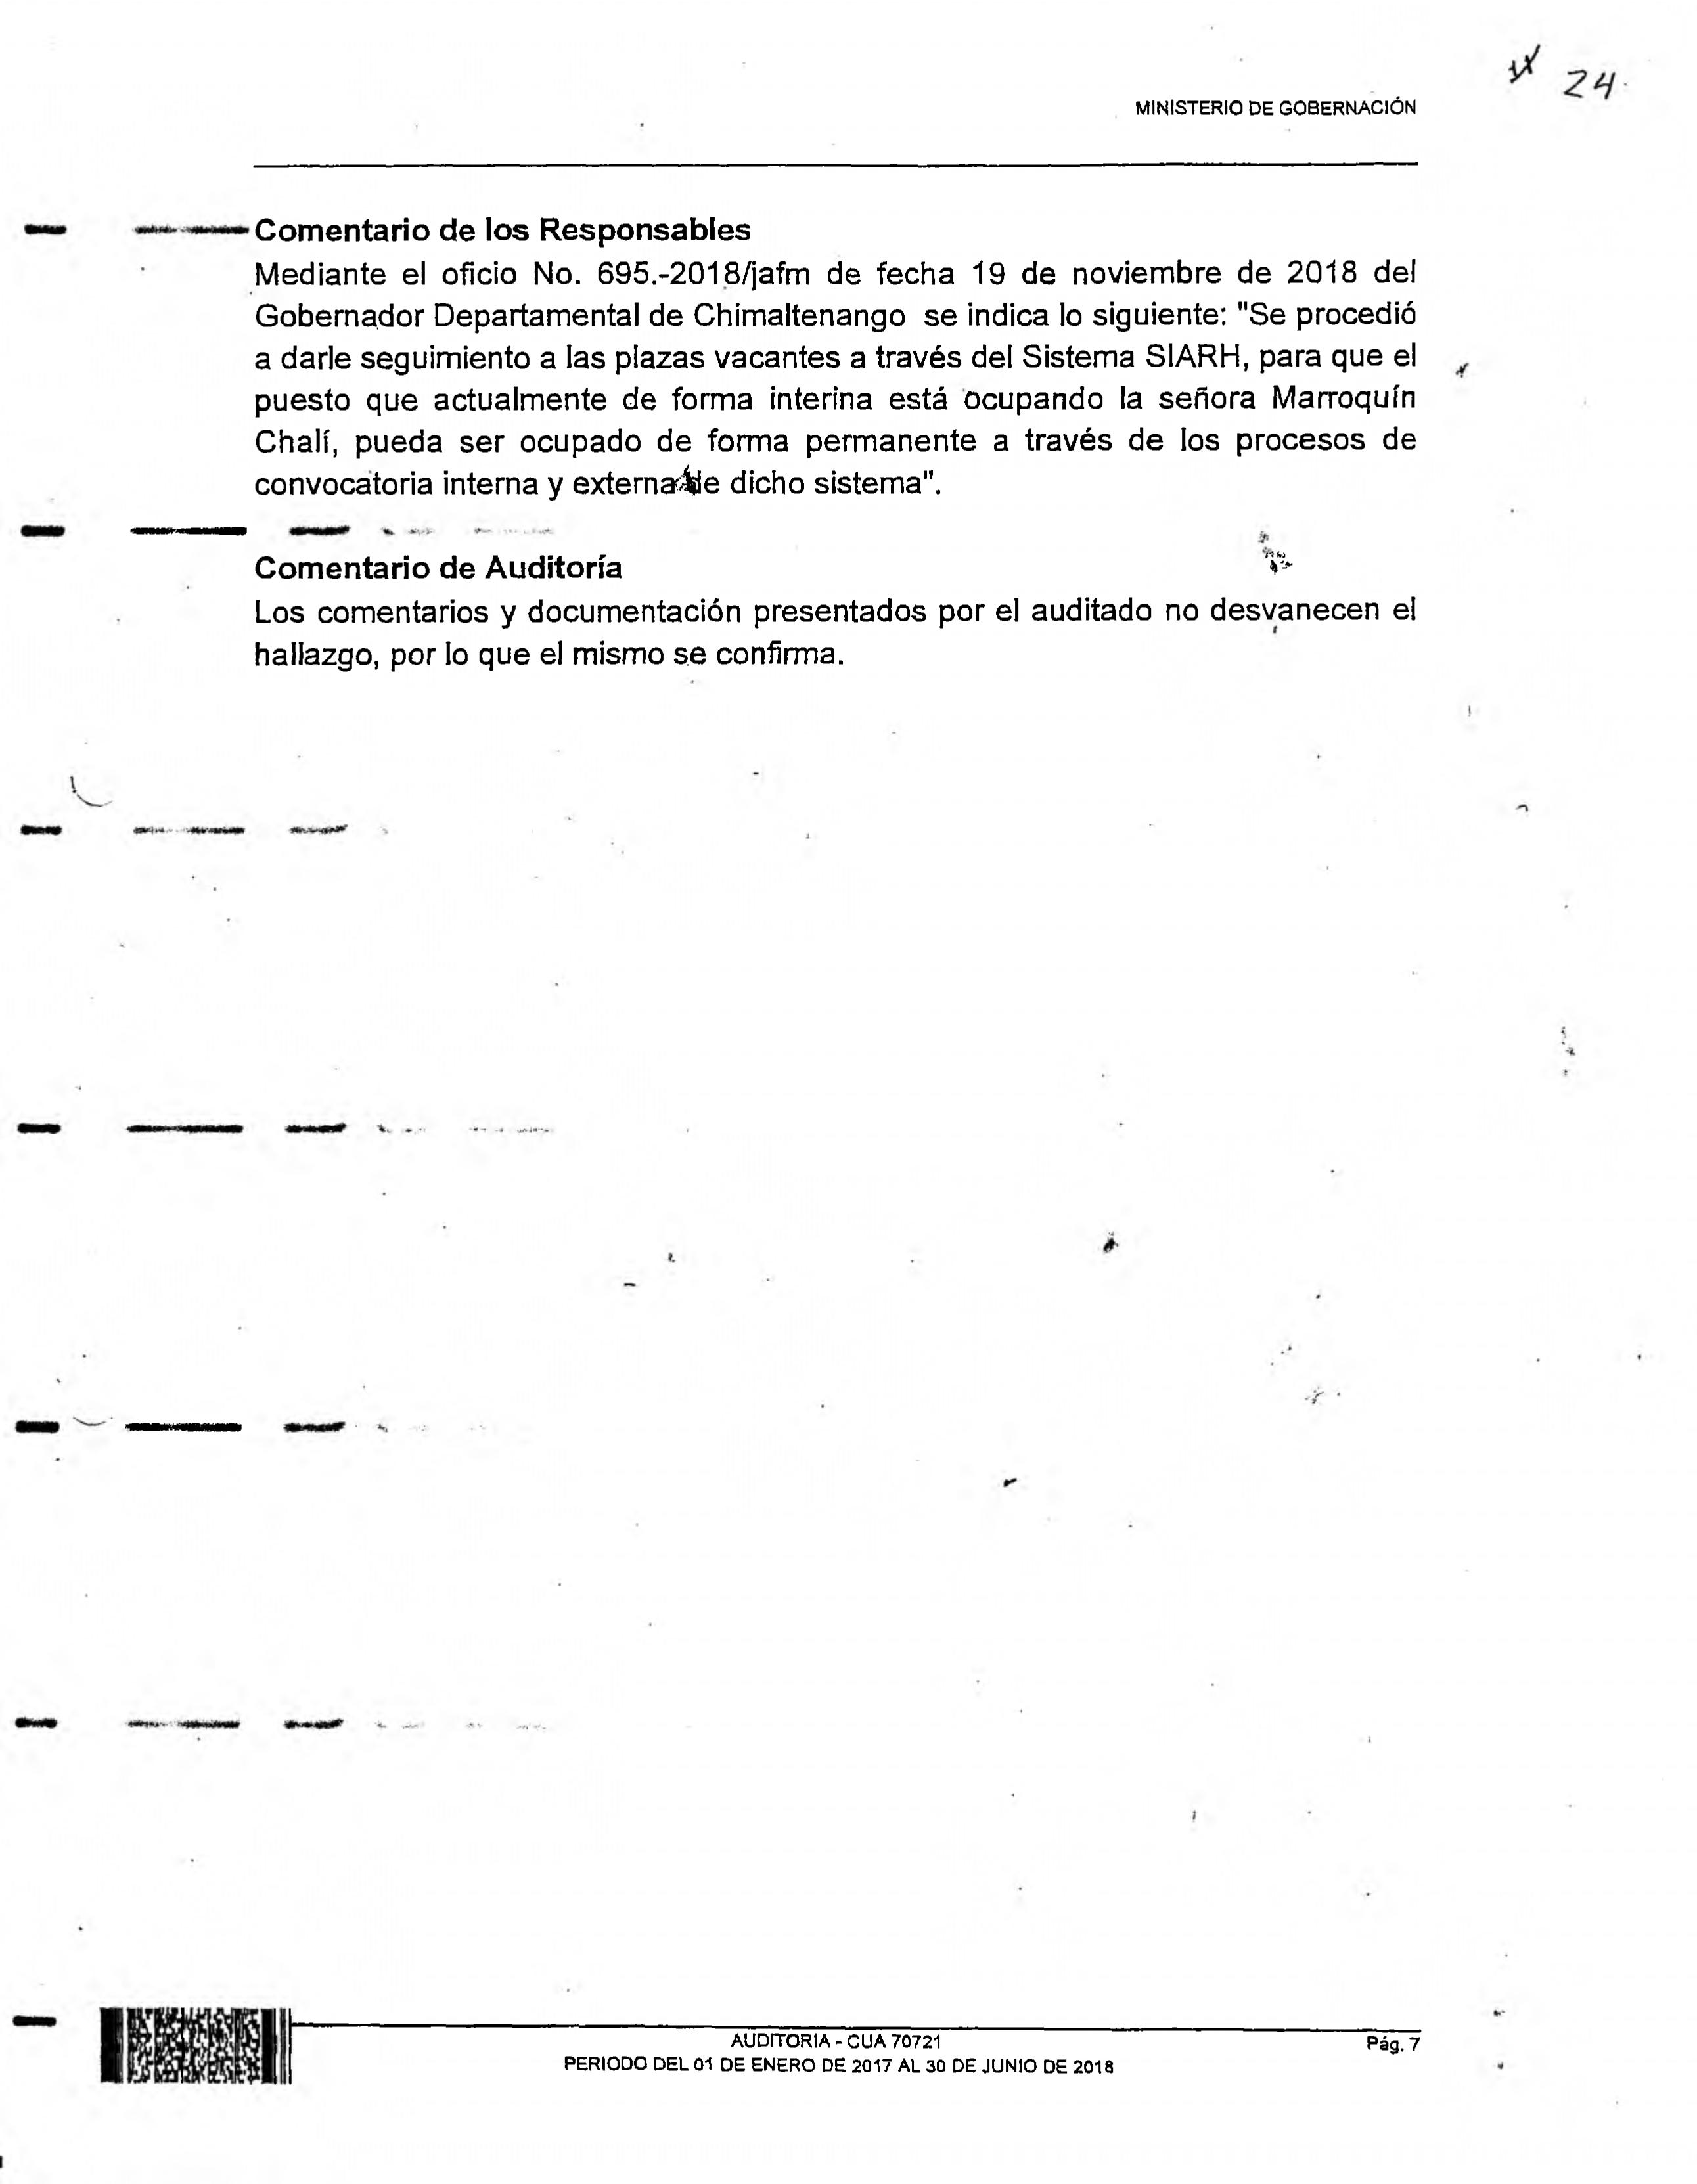 24
MINISTERIO DE GOBERNACIÓN
Comentario de los Responsables
Mediante el oficio No. 695.-2018/jafm de fecha 19 de noviembre de 2018 del
Gobernador Departamental de Chimaltenango se indica lo siguiente: "Se procedió
a darle seguimiento a las plazas vacantes a través del Sistema SIARH, para que el
puesto que actualmente de forma interina está ocupando la señora Marroquín
Chalí, pueda ser ocupado de forma permanente a través de los procesos de
convocatoria interna y externa de dicho sistema".
Comentario de Auditoría
Los comentarios y documentación presentados por el auditado no desvanecen el
hallazgo, por lo que el mismo se confirma.
AUDITORIA - CUA 70721
Pág. 7
PERIODO DEL 01 DE ENERO DE 2017 AL 30 DE JUNIO DE 2018